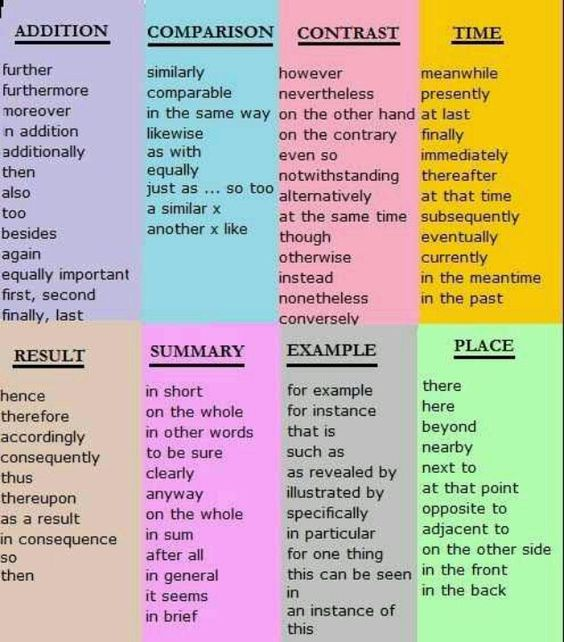 ADDITION
further
furthermore
moreover
n addition
additionally
then
also
too
besides
again
equally important
first, second
finally, last
COMPARISON
similarly
comparable
in the same way
likewise
as with
equally
just as ... so too
a similar x
another x like
CONTRAST
however
nevertheless
on the other hand
on the contrary
even so
notwithstanding
alternatively
at the same time
though
otherwise
instead
nonetheless
conversely
TIME
meanwhile
presently
at last
finally
immediately
thereafter
at that time
subsequently
eventually
currently
in the meantime
in the past
RESULT
hence
therefore
accordingly
consequently
thus
thereupon
as a result
in consequence
so
then
SUMMARY
in short
on the whole
in other words
to be sure
clearly
anyway
on the whole
in sum
after all
in general
it seems
in brief
EXAMPLE
for example
for instance
that is
such as
as revealed by
illustrated by
specifically
in particular
for one thing
this can be seen
in
an instance of
this
PLACE
there
here
beyond
nearby
next to
at that point
opposite to
adjacent to
on the other side
in the front
in the back